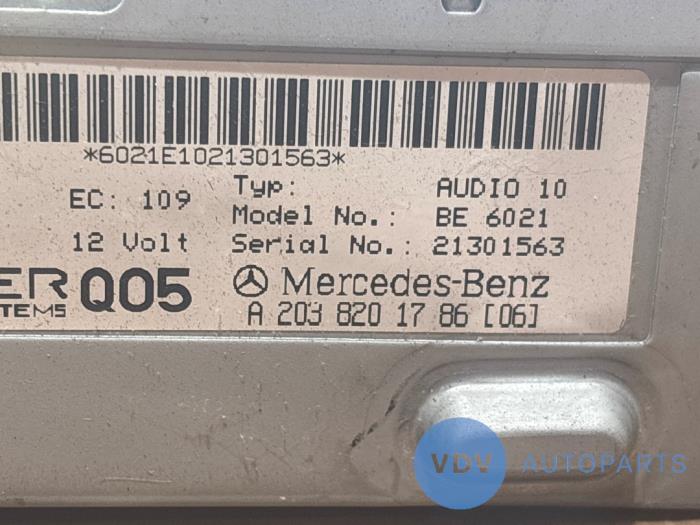 *6021E1021301563*
EC: 109
12 Volt
Typ: AUDIO 10
Model No.: BE 6021
Serial No.: 21301563
Q05
Mercedes-Benz
A 203 820 17 86 [06]
VDV AUTOPARTS